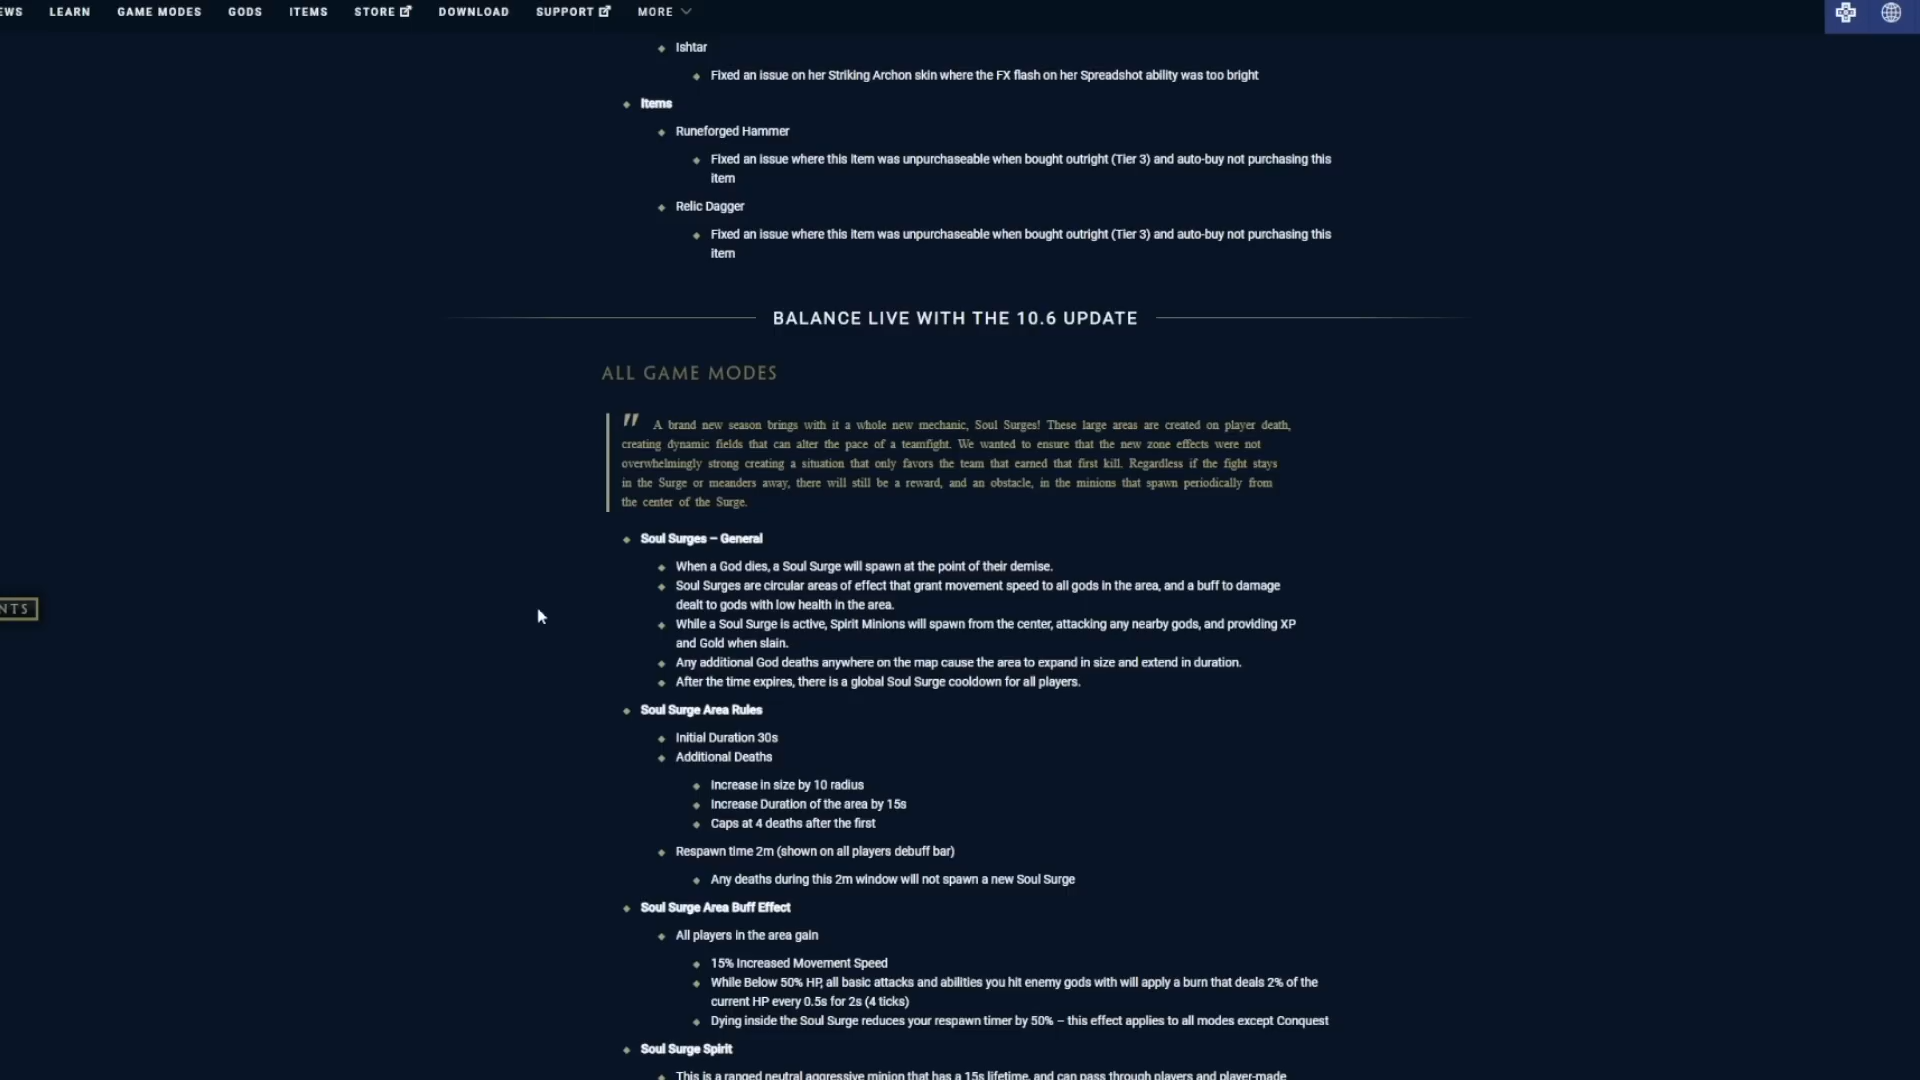 EWS LEARN GAME MODES GODS ITEMS STORE DOWNLOAD SUPPORT MORE
Ishtar
Fixed an issue on her Striking Archon skin where the FX flash on her Spreadshot ability was too bright
Items
Runeforged Hammer
Fixed an issue where this item was unpurchaseable when bought outright (Tier 3) and auto-buy not purchasing this
item
Relic Dagger
Fixed an issue where this item was unpurchaseable when bought outright (Tier 3) and auto-buy not purchasing this
item
BALANCE LIVE WITH THE 10.6 UPDATE
ALL GAME MODES
" A brand new season brings with it a whole new mechanic, Soul Surges! These large areas are created on player death,
creating dynamic fields that can alter the pace of a teamfight. We wanted to ensure that the new zone effects were not
overwhelmingly strong creating a situation that only favors the team that earned that first kill. Regardless if the fight stays
in the Surge or meanders away, there will still be a reward, and an obstacle, in the minions that spawn periodically from
the center of the Surge.
Soul Surges – General
When a God dies, a Soul Surge will spawn at the point of their demise.
Soul Surges are circular areas of effect that grant movement speed to all gods in the area, and a buff to damage
dealt to gods with low health in the area.
NTS
While a Soul Surge is active, Spirit Minions will spawn from the center, attacking any nearby gods, and providing XP
and Gold when slain.
Any additional God deaths anywhere on the map cause the area to expand in size and extend in duration.
After the time expires, there is a global Soul Surge cooldown for all players.
Soul Surge Area Rules
Initial Duration 30s
Additional Deaths
Increase in size by 10 radius
Increase Duration of the area by 15s
Caps at 4 deaths after the first
Respawn time 2m (shown on all players debuff bar)
Any deaths during this 2m window will not spawn a new Soul Surge
Soul Surge Area Buff Effect
All players in the area gain
15% Increased Movement Speed
While Below 50% HP, all basic attacks and abilities you hit enemy gods with will apply a burn that deals 2% of the
current HP every 0.5s for 2s (4 ticks)
Dying inside the Soul Surge reduces your respawn timer by 50% – this effect applies to all modes except Conquest
Soul Surge Spirit
This is a ranged neutral aggressive minion that has a 15s lifetime, and can pass through players and player-made